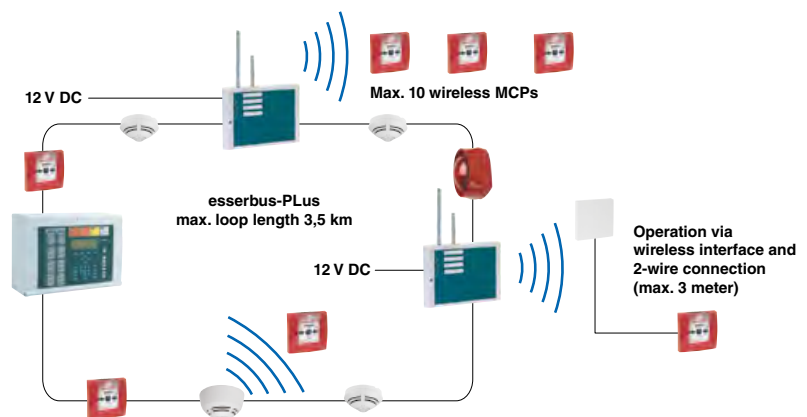 12 V DC
Max. 10 wireless MCPs
esserbus-PLus
max. loop length 3,5 km
12 V DC
Operation via
wireless interface and
2-wire connection
(max. 3 meter)